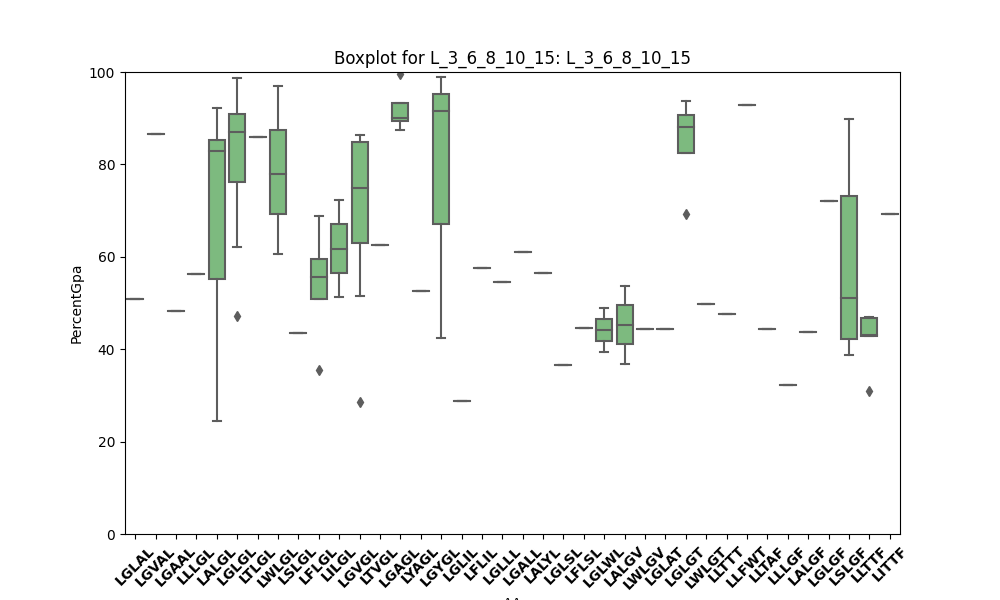 Boxplot for L_3_6_8_10_15: L_3_6_8_10_15
100
80
60
40
20
0
PercentGpa
LGLAL
LGVAL
LGAAL
LLLGL
LALGL
LGLGL
LTLGL
LWLGL
LSLGL
LFLGL
LILGL
LGVGL
LTVGL
LGAGL
LYAGL
LGYGL
LGLIL
LFLIL
LGLLL
LGALL
LALYL
LGLSL
LFLSL
LGLWL
LALGV
LWLGV
LGLAT
LGLGT
LWLGT
LLTTT
LLFWT
LLTAF
LLLGF
LALGF
LGLGF
LSLGF
LLTTF
LITTF